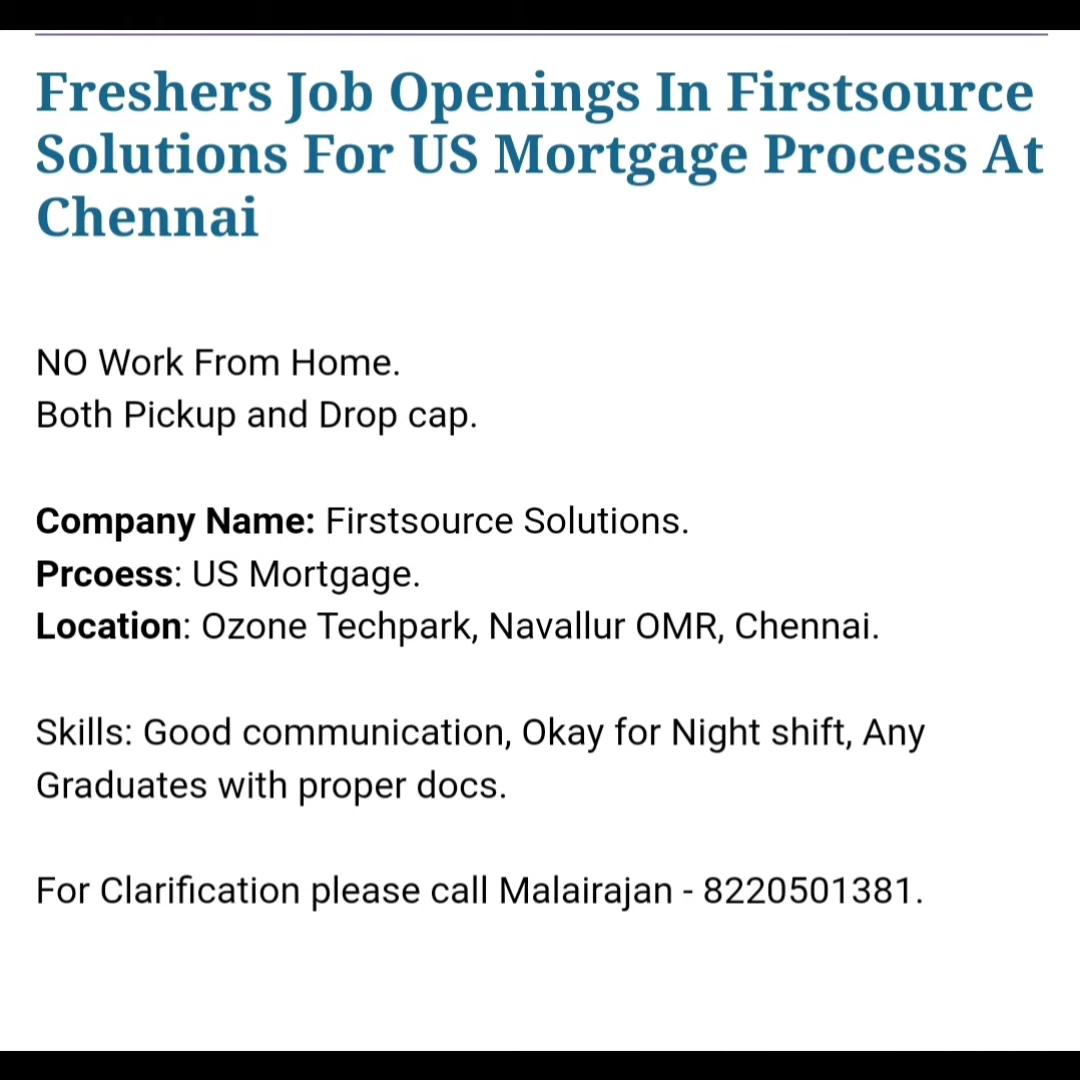 Freshers Job Openings In Firstsource
Solutions For US Mortgage Process At
Chennai
NO Work From Home.
Both Pickup and Drop cap.
Company Name: Firstsource Solutions.
Prcoess: US Mortgage.
Location: Ozone Techpark, Navallur OMR, Chennai.
Skills: Good communication, Okay for Night shift, Any
Graduates with proper docs.
For Clarification please call Malairajan - 8220501381.